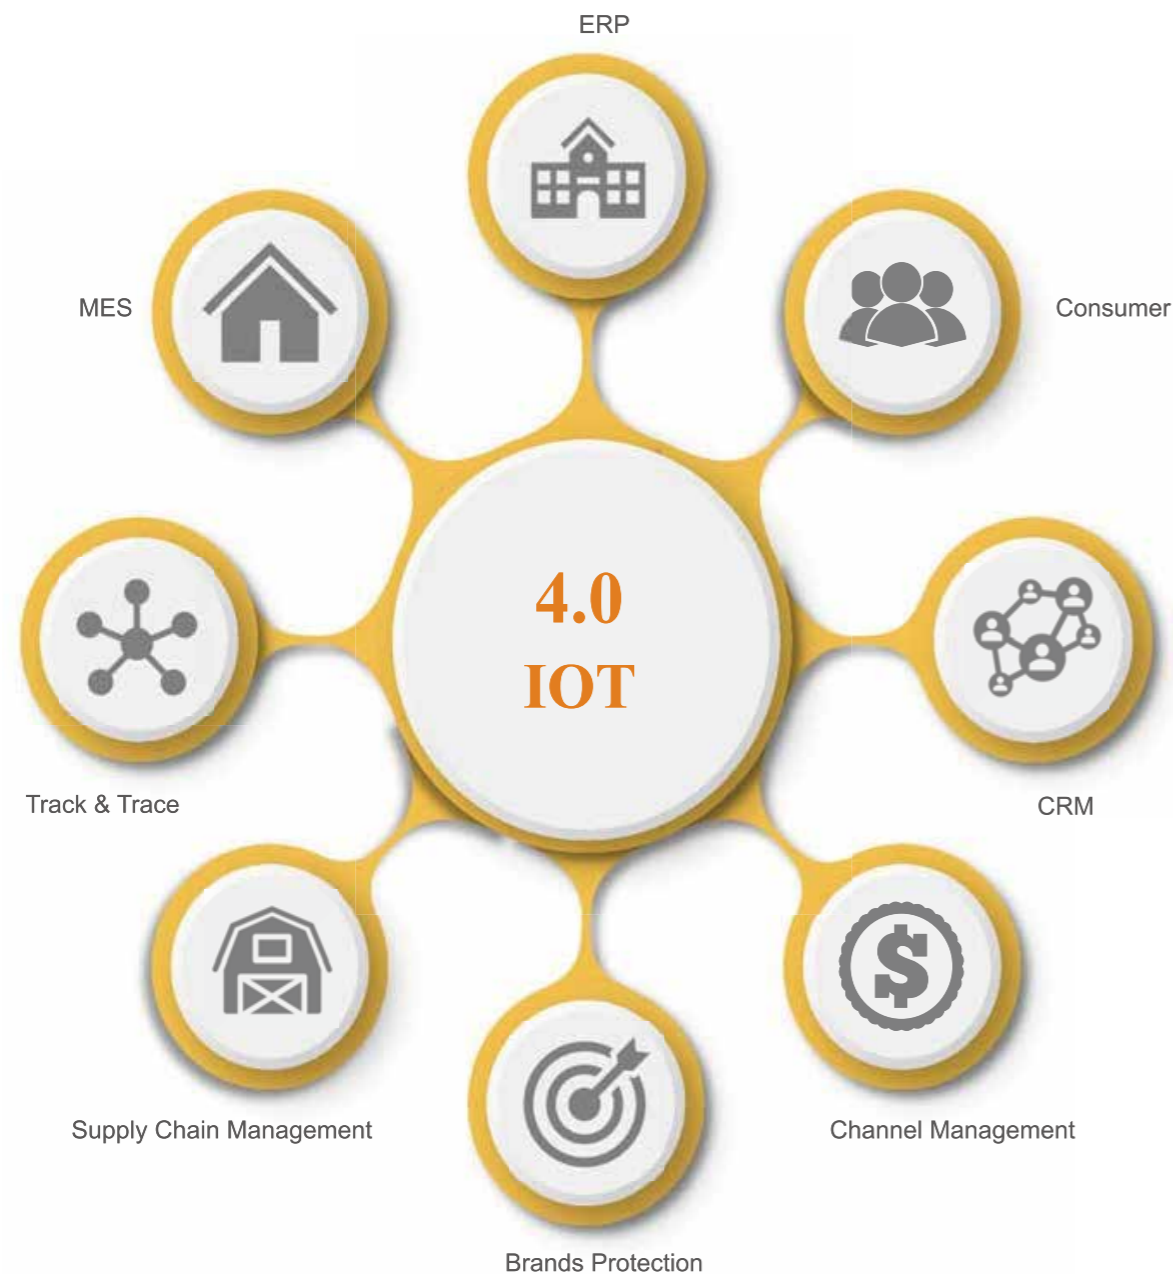 ERP
MES
Consumer
4.0
IOT
Track & Trace
CRM
Supply Chain Management
Channel Management
Brands Protection